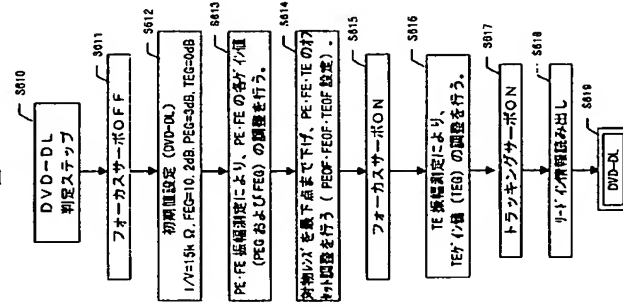 S610
DVD-DL
判定ステップ
S611
フォーカスサーボOFF
S612
初期値設定 (DVD-DL)
I/V=15kΩ, FEG=10.2dB, PEG=3dB, TEG=0dB
S613
PE・FE 振幅測定により、PE・FE の各ゲイン値
(PEG および FEG) の調整を行う。
S614
対物レンズを最下点まで下げ、PE・FE・TE のオフ
セット調整を行う ( PEOF・FEOF・TEOF 設定) 。
S615
フォーカスサーボON
S616
TE 振幅測定により、
TEゲイン値 (TEG) の調整を行う。
S617
トラッキングサーボON
S618
リードイン情報読み出し
S619
DVD-DL